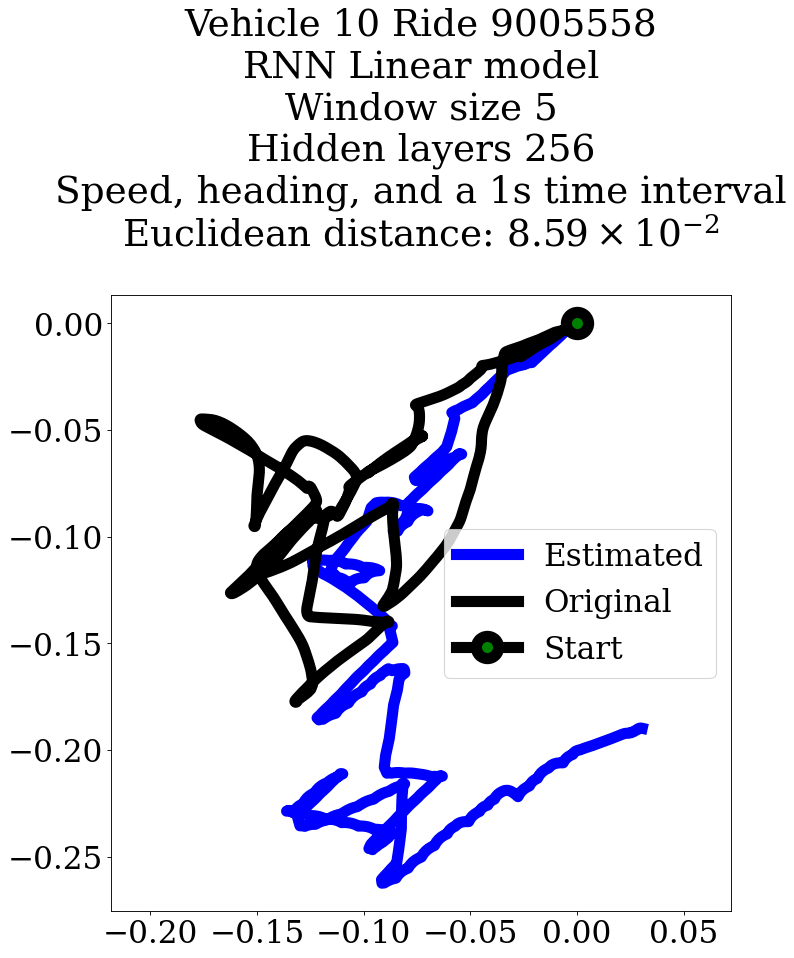 Vehicle 10 Ride 9005558
RNN Linear model
Window size 5
Hidden layers 256
Speed, heading, and a 1s time interval
Euclidean distance: 8.59 × 10⁻²
0.00
−0.05
−0.10
−0.15
−0.20
−0.25
Estimated
Original
Start
−0.20 −0.15 −0.10 −0.05 0.00 0.05